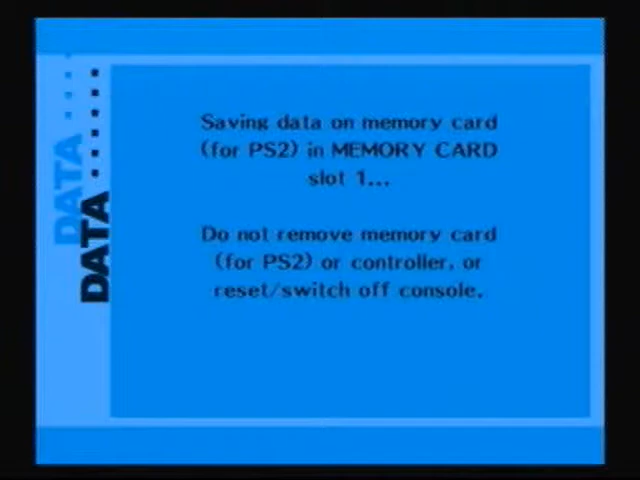 Saving data on memory card
(for PS2) in MEMORY CARD
slot 1...
Do not remove memory card
(for PS2) or controller, or
reset/switch off console.
DATA
DATA